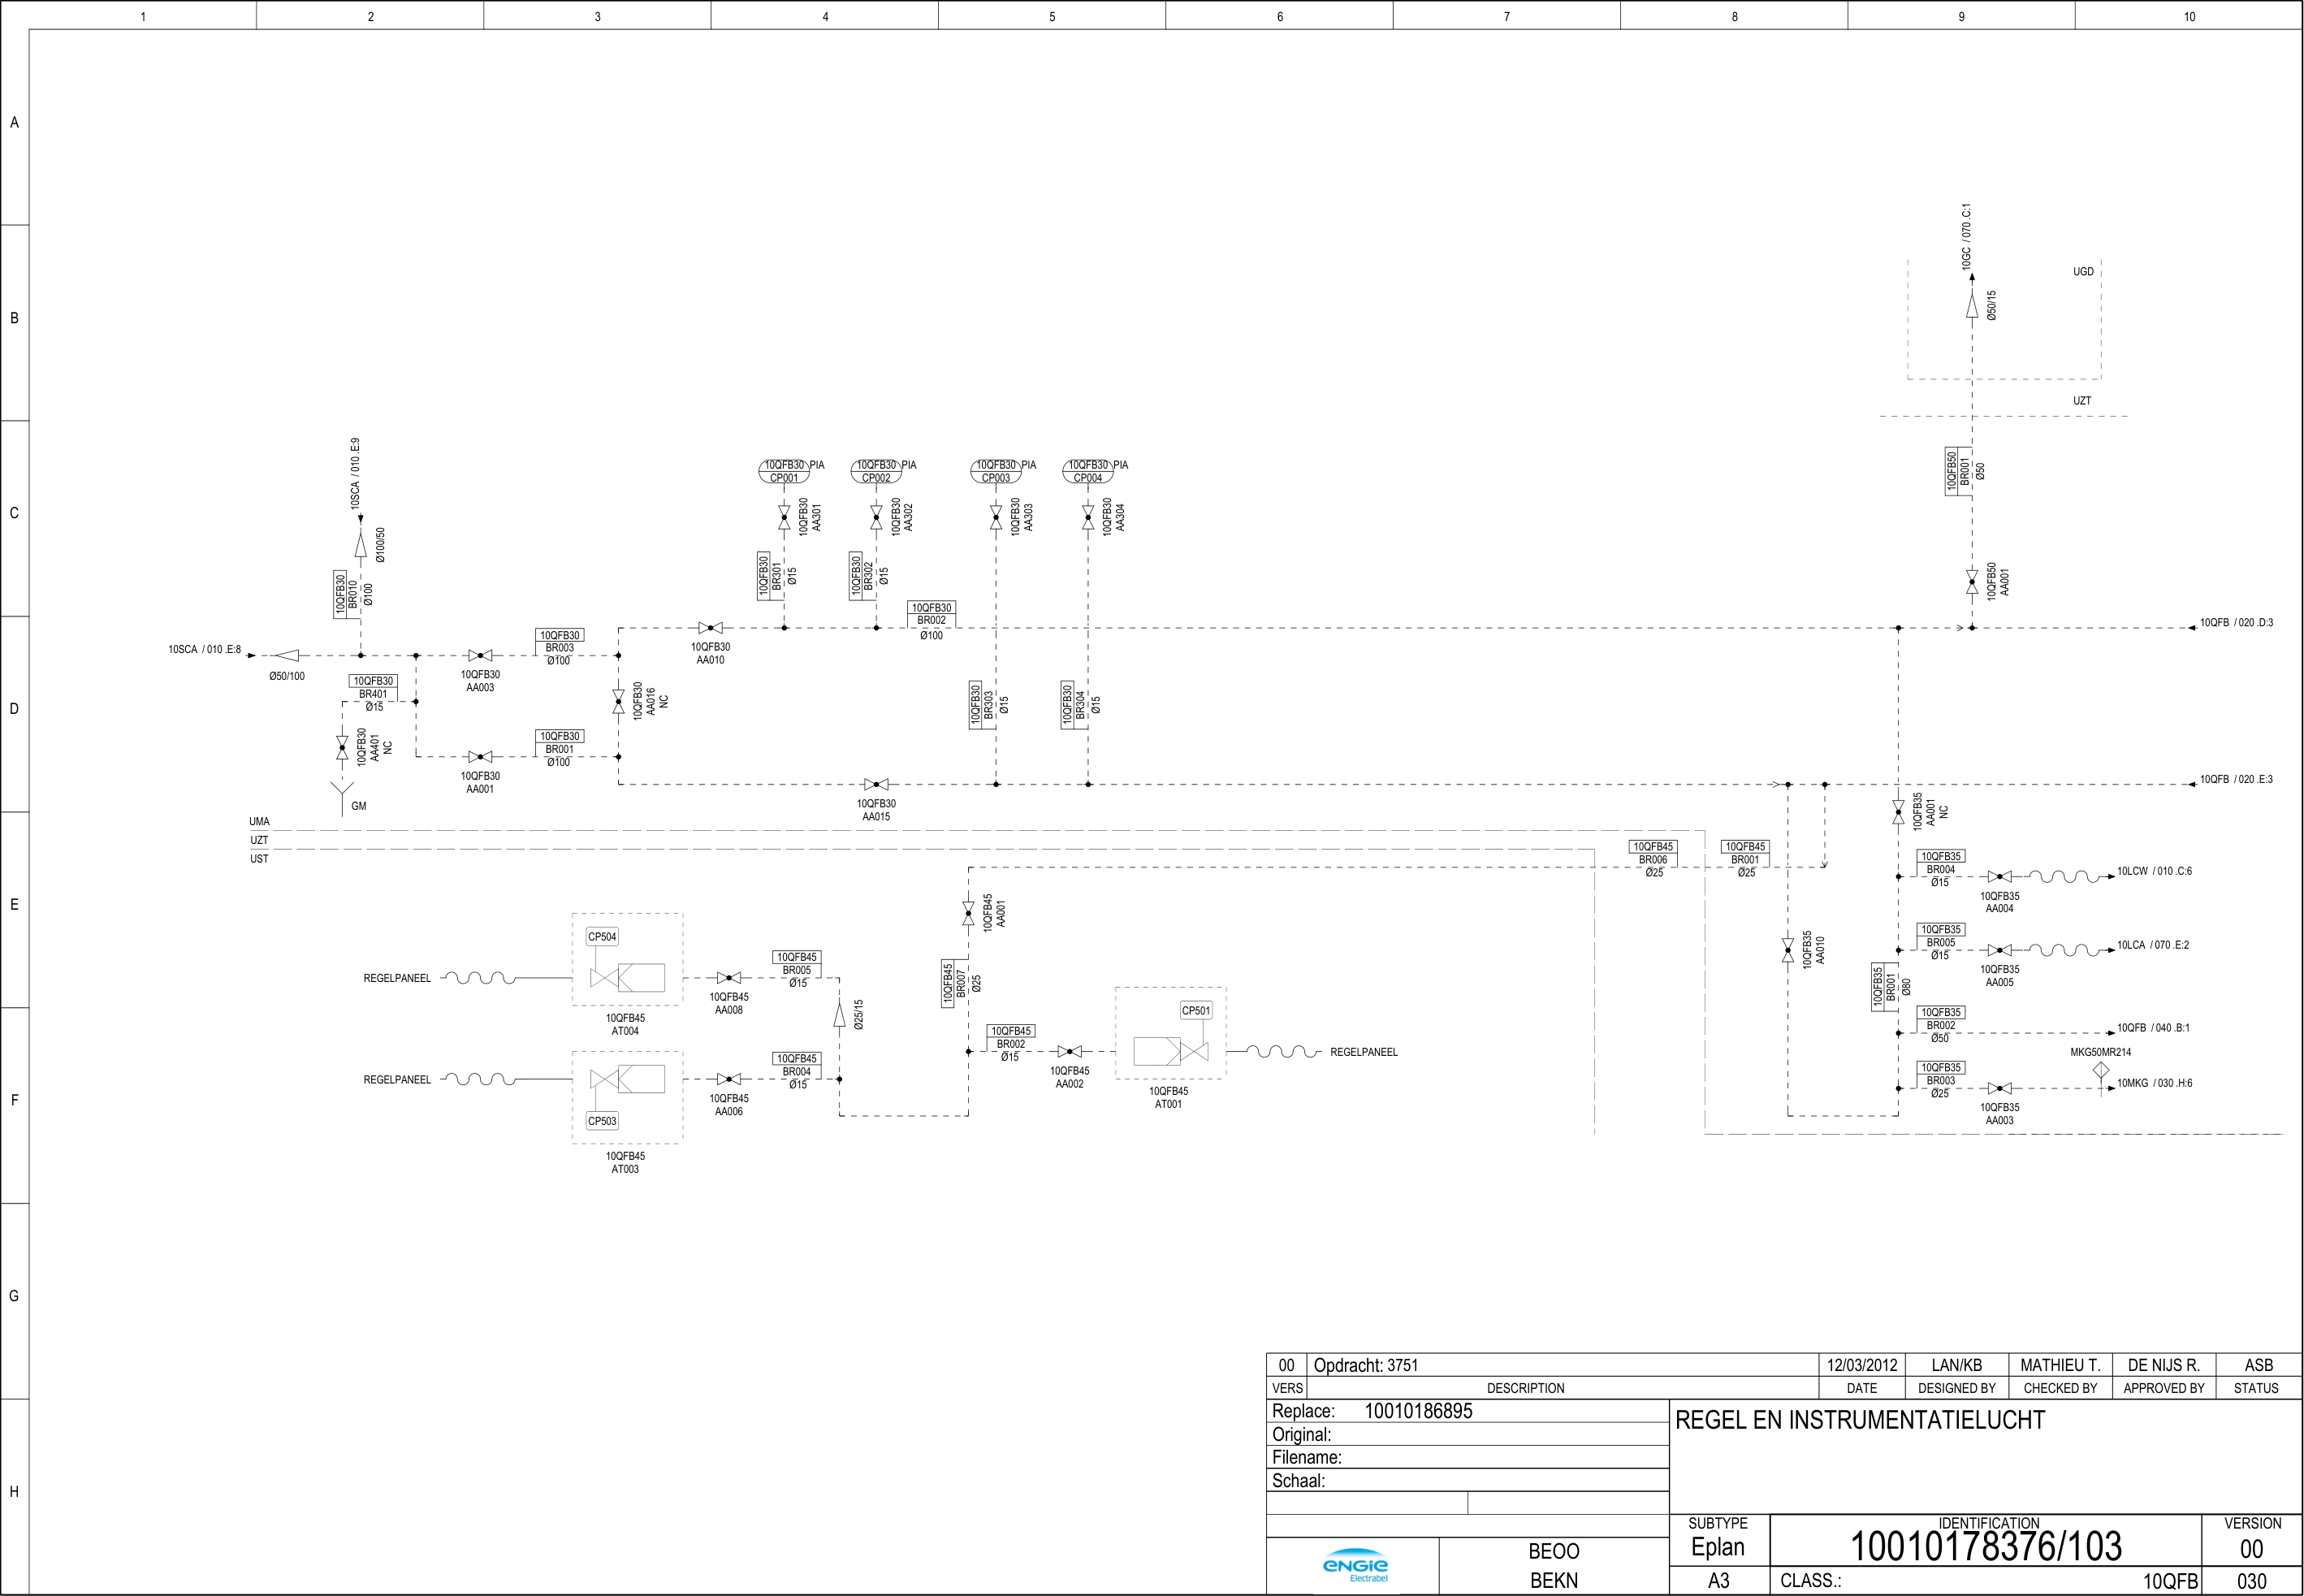 1 2 3 4 5 6 7 8 9 10
A
B
C
D
E
F
G
H
10GC / 070 .C:1
UGD
Ø50/15
UZT
10QFB50
BR001
Ø50
10QFB50
AA001
10SCA / 010 .E:9
Ø100/50
10QFB30
BR010
Ø100
10QFB30 PIA
CP001
10QFB30 PIA
CP002
10QFB30 PIA
CP003
10QFB30 PIA
CP004
10QFB30
AA301
10QFB30
AA302
10QFB30
AA303
10QFB30
AA304
10QFB30
BR301
Ø15
10QFB30
BR302
Ø15
10QFB30
BR002
Ø100
10QFB / 020 .D:3
10SCA / 010 .E:8
Ø50/100
10QFB30
AA003
10QFB30
BR003
Ø100
10QFB30
AA010
10QFB30
BR401
Ø15
10QFB30
AA016
NC
10QFB30
BR303
Ø15
10QFB30
BR304
Ø15
10QFB30
AA401
NC
GM
10QFB30
AA001
10QFB30
BR001
Ø100
10QFB30
AA015
10QFB / 020 .E:3
10QFB35
AA001
NC
UMA
UZT
UST
10QFB45
BR006
Ø25
10QFB45
BR001
Ø25
10QFB35
BR004
Ø15
10QFB35
AA004
10LCW / 010 .C:6
10QFB45
AA001
10QFB35
AA010
10QFB35
BR005
Ø15
10QFB35
AA005
10LCA / 070 .E:2
CP504
REGELPANEEL
10QFB45
AT004
10QFB45
AA008
10QFB45
BR005
Ø15
Ø25/15
10QFB45
BR007
Ø25
10QFB35
BR001
Ø80
CP501
10QFB45
BR002
Ø15
10QFB45
AA002
10QFB45
AT001
REGELPANEEL
10QFB35
BR002
Ø50
10QFB / 040 .B:1
MKG50MR214
10QFB35
BR003
Ø25
10QFB35
AA003
10MKG / 030 .H:6
REGELPANEEL
CP503
10QFB45
AT003
10QFB45
AA006
10QFB45
BR004
Ø15
00 Opdracht: 3751 12/03/2012 LAN/KB MATHIEU T. DE NIJS R. ASB
VERS DESCRIPTION DATE DESIGNED BY CHECKED BY APPROVED BY STATUS
Replace: 10010186895
Original:
Filename:
Schaal:
REGEL EN INSTRUMENTATIELUCHT
SUBTYPE IDENTIFICATION VERSION
Eplan 10010178376/103 00
ENGIE
Electrabel
BEOO
BEKN
A3 CLASS.: 10QFB 030